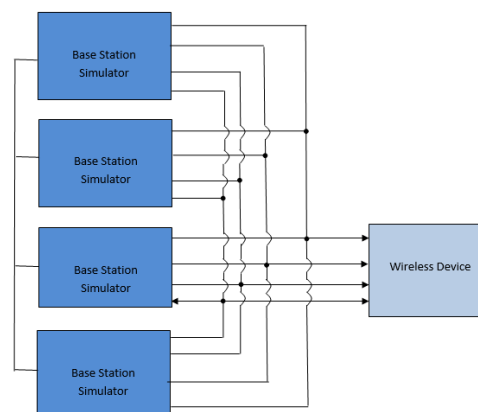 Base Station
Simulator
Base Station
Simulator
Base Station
Simulator
Wireless Device
Base Station
Simulator